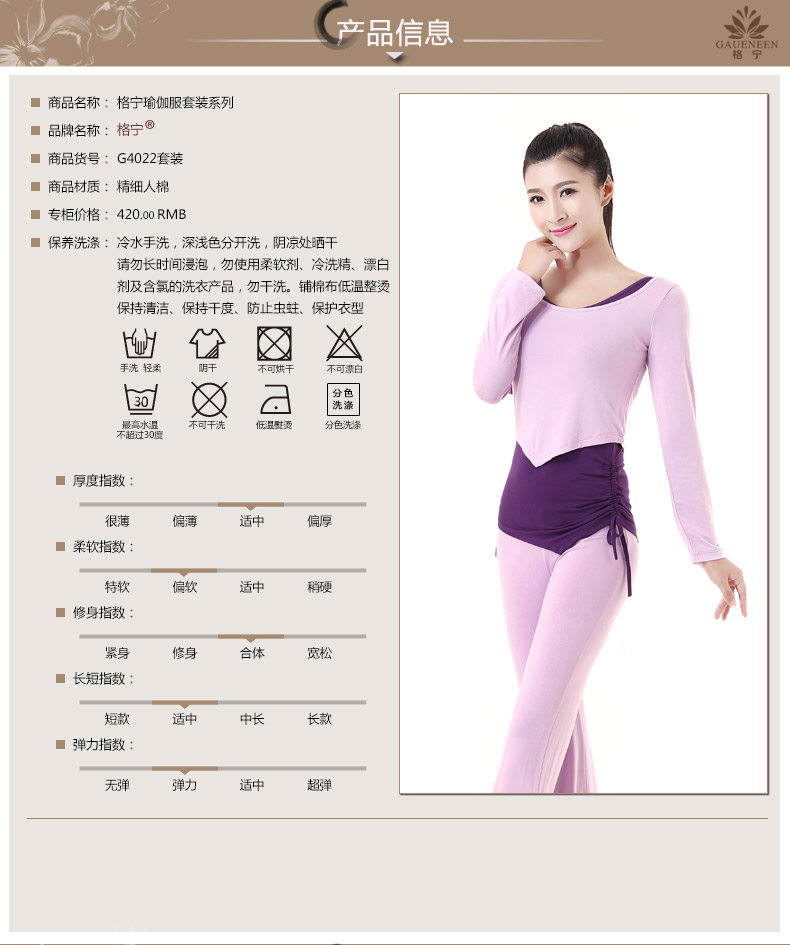 产品信息
GAUENEEN
格宁
商品名称： 格宁瑜伽服套装系列
品牌名称： 格宁®
商品货号： G4022套装
商品材质： 精细人棉
专柜价格： 420.00 RMB
保养洗涤： 冷水手洗，深浅色分开洗，阴凉处晒干
请勿长时间浸泡，勿使用柔软剂、冷洗精、漂白
剂及含氯的洗衣产品，勿干洗。铺棉布低温整烫
保持清洁、保持干度、防止虫蛀、保护衣型
手洗 轻柔 阴干 不可烘干 不可漂白
30 分色
洗涤
最高水温 不可干洗 低温熨烫 分色洗涤
不超过30度
厚度指数：
很薄 偏薄 适中 偏厚
柔软指数：
特软 偏软 适中 稍硬
修身指数：
紧身 修身 合体 宽松
长短指数：
短款 适中 中长 长款
弹力指数：
无弹 弹力 适中 超弹